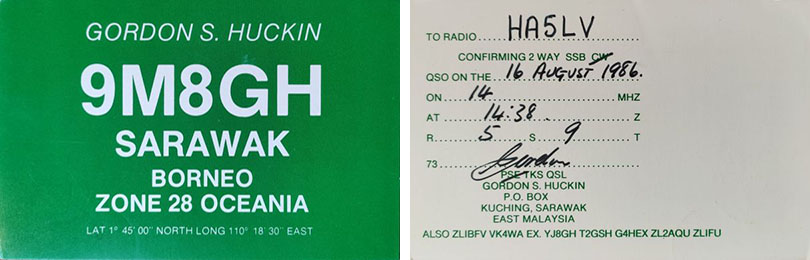 GORDON S. HUCKIN
9M8GH
SARAWAK
BORNEO
ZONE 28 OCEANIA
LAT 1° 45' 00" NORTH LONG 110° 18' 30" EAST
TO RADIO HA5LV
CONFIRMING 2 WAY SSB CW
QSO ON THE 16 AUGUST 1986.
ON 14 MHZ
AT 14:38. Z
R 5 S 9 T
73 Gordon
PSE TKS QSL
GORDON S. HUCKIN
P.O. BOX
KUCHING, SARAWAK
EAST MALAYSIA
ALSO ZLIBFV VK4WA EX. YJ8GH T2GSH G4HEX ZL2AQU ZLIFU